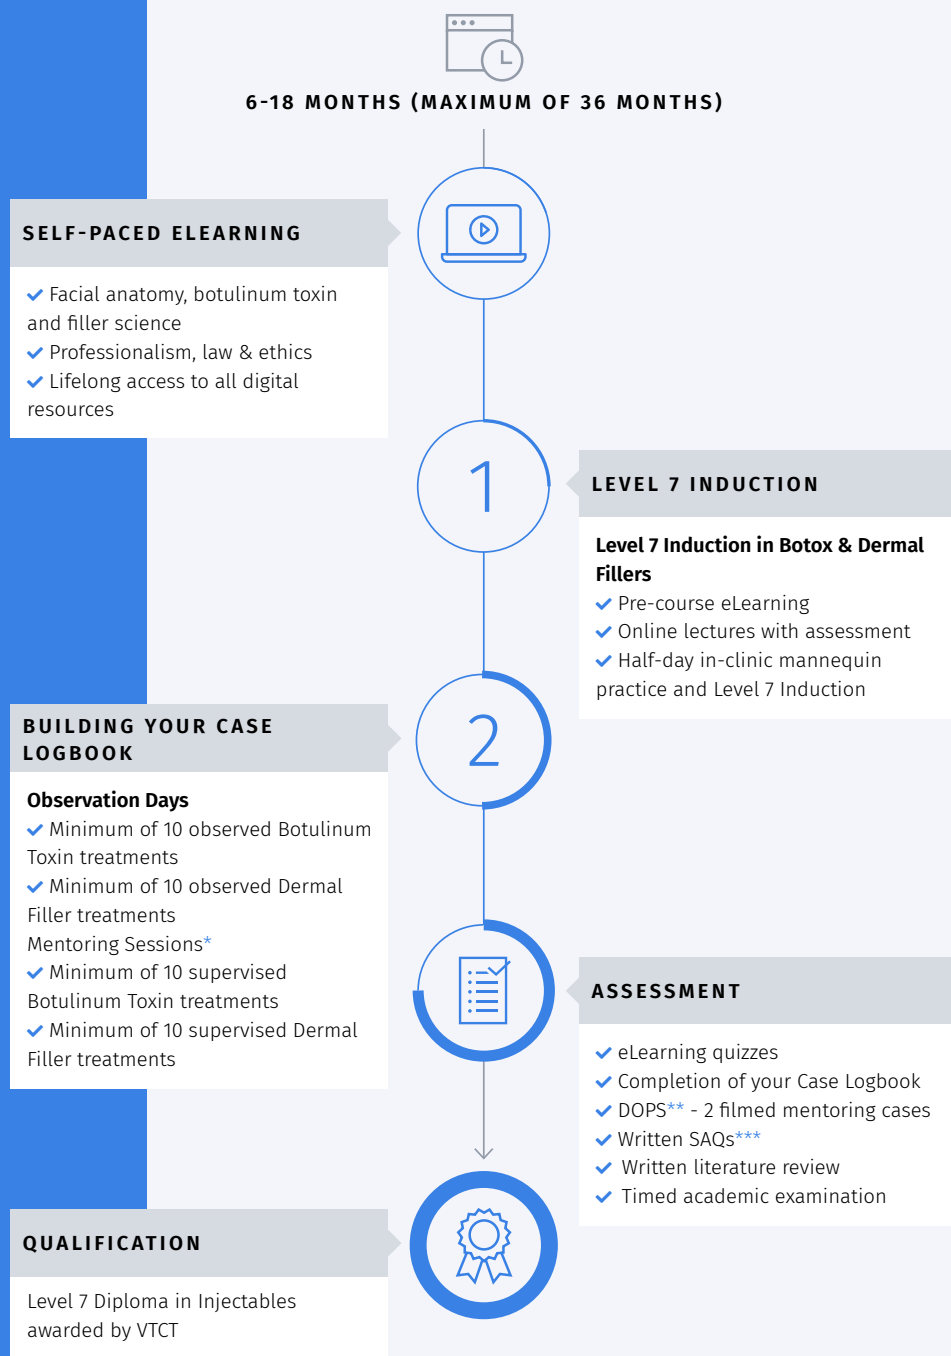 6-18 MONTHS (MAXIMUM OF 36 MONTHS)
SELF-PACED ELEARNING
Facial anatomy, botulinum toxin
and filler science
Professionalism, law & ethics
Lifelong access to all digital
resources
1
LEVEL 7 INDUCTION
Level 7 Induction in Botox & Dermal
Fillers
Pre-course eLearning
Online lectures with assessment
Half-day in-clinic mannequin
practice and Level 7 Induction
2
BUILDING YOUR CASE
LOGBOOK
Observation Days
Minimum of 10 observed Botulinum
Toxin treatments
Minimum of 10 observed Dermal
Filler treatments
Mentoring Sessions*
Minimum of 10 supervised
Botulinum Toxin treatments
Minimum of 10 supervised Dermal
Filler treatments
ASSESSMENT
eLearning quizzes
Completion of your Case Logbook
DOPS** - 2 filmed mentoring cases
Written SAQs***
Written literature review
Timed academic examination
QUALIFICATION
Level 7 Diploma in Injectables
awarded by VTCT